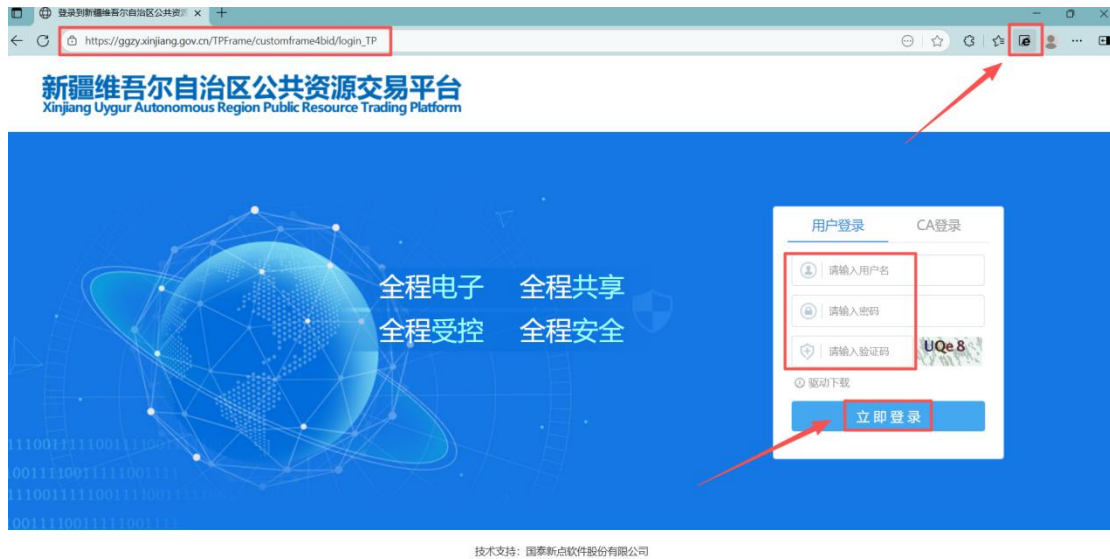 登录到新疆维吾尔自治区公共资源
https://ggzy.xinjiang.gov.cn/TPFrame/customframe4bid/login_TP
新疆维吾尔自治区公共资源交易平台
Xinjiang Uygur Autonomous Region Public Resource Trading Platform
用户登录 CA登录
请输入用户名
全程电子 全程共享
请输入密码
全程受控 全程安全
请输入验证码 UQe8
驱动下载
立即登录
技术支持：国泰新点软件股份有限公司